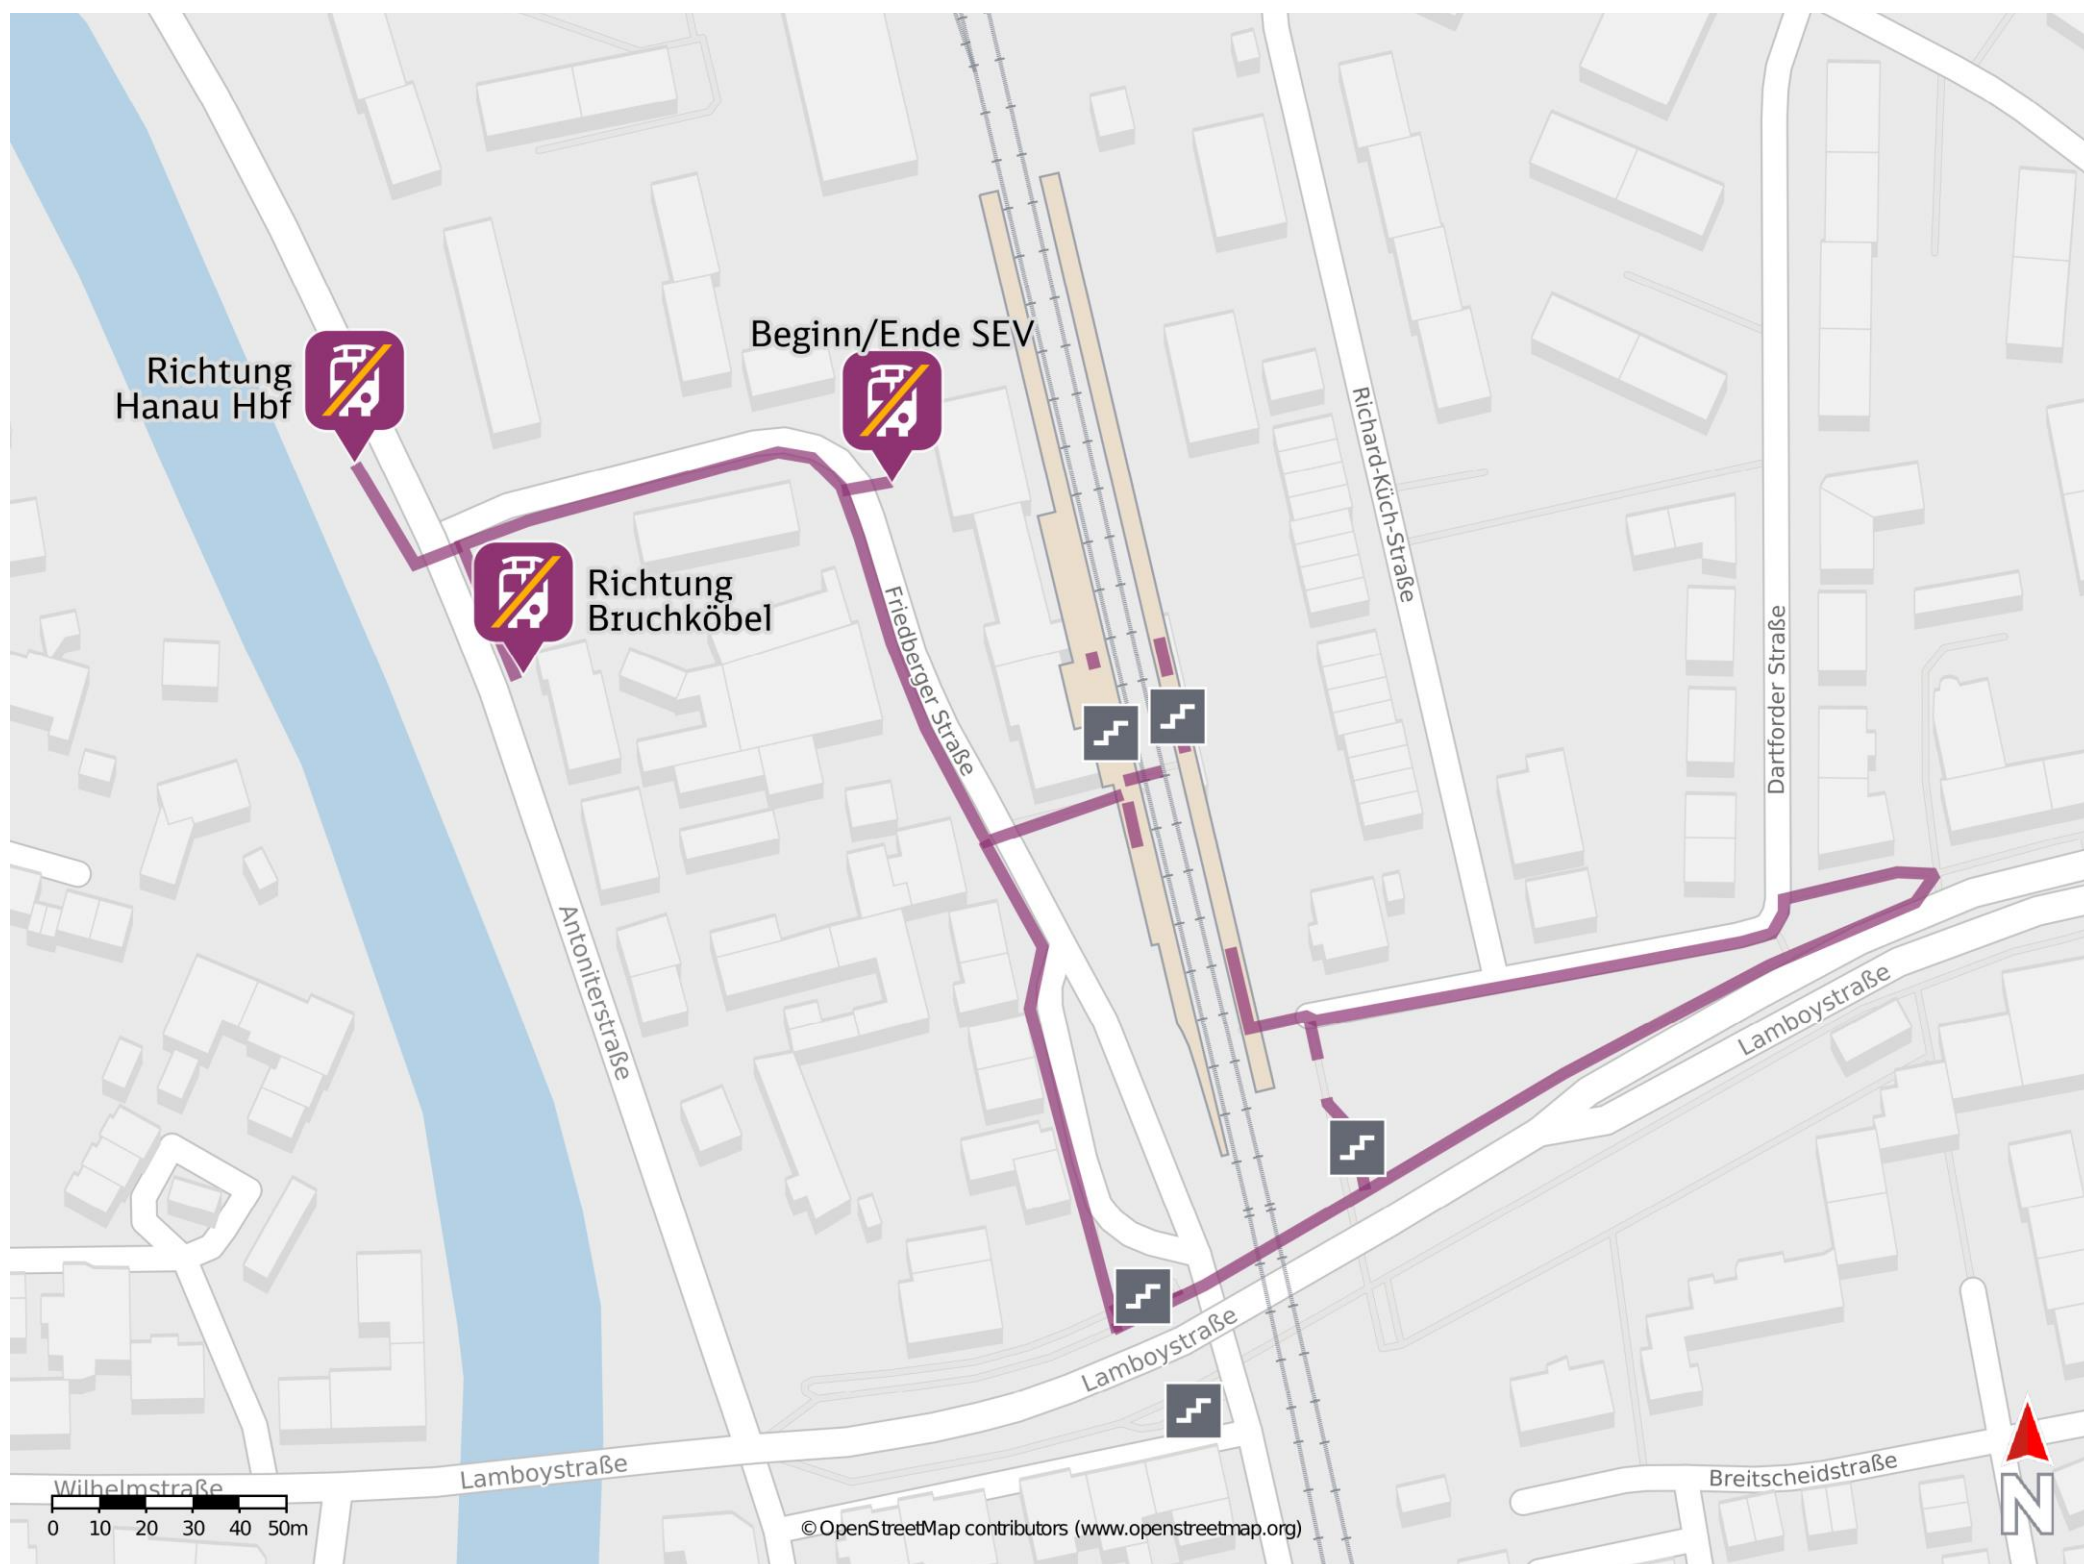 Beginn/Ende SEV
Richtung
Hanau Hbf
Richtung
Bruchköbel
Richard-Küch-Straße
Friedberger Straße
Dartforder Straße
Antoniterstraße
Lamboystraße
Lamboystraße
Lamboystraße
Wilhelmstraße
Breitscheidstraße
0 10 20 30 40 50m
© OpenStreetMap contributors (www.openstreetmap.org)
N